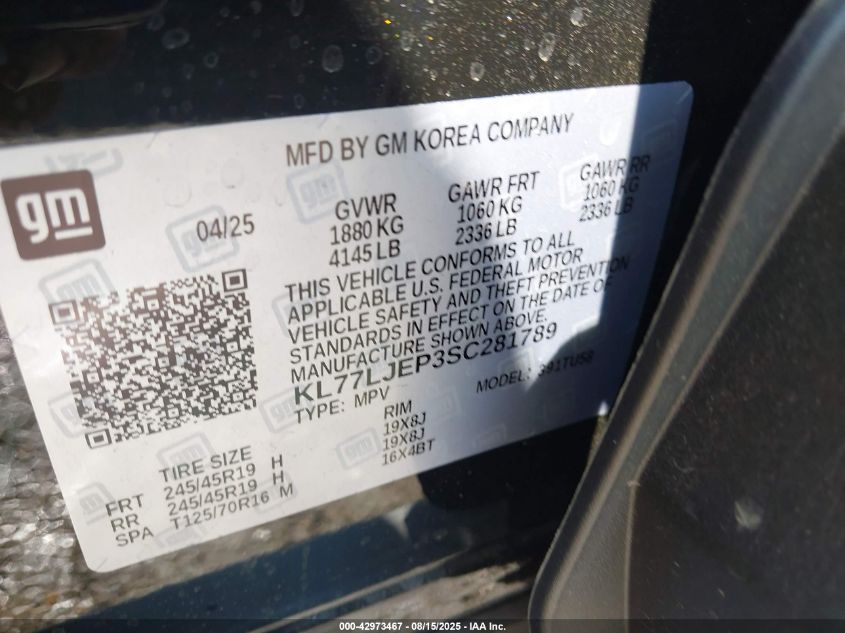 MFD BY GM KOREA COMPANY
gm
04/25
GVWR
1880 KG
4145 LB
GAWR FRT
1060 KG
2336 LB
GAWR RR
1060 KG
2336 LB
THIS VEHICLE CONFORMS TO ALL
APPLICABLE U.S. FEDERAL MOTOR
VEHICLE SAFETY AND THEFT PREVENTION
STANDARDS IN EFFECT ON THE DATE OF
MANUFACTURE SHOWN ABOVE.
KL77LJEP3SC281789
TYPE: MPV
MODEL: 391TU58
TIRE SIZE
RIM
FRT 245/45R19 H 19X8J
RR 245/45R19 H 19X8J
SPA T125/70R16 M 16X4BT
000-42973467 - 08/15/2025 - IAA Inc.